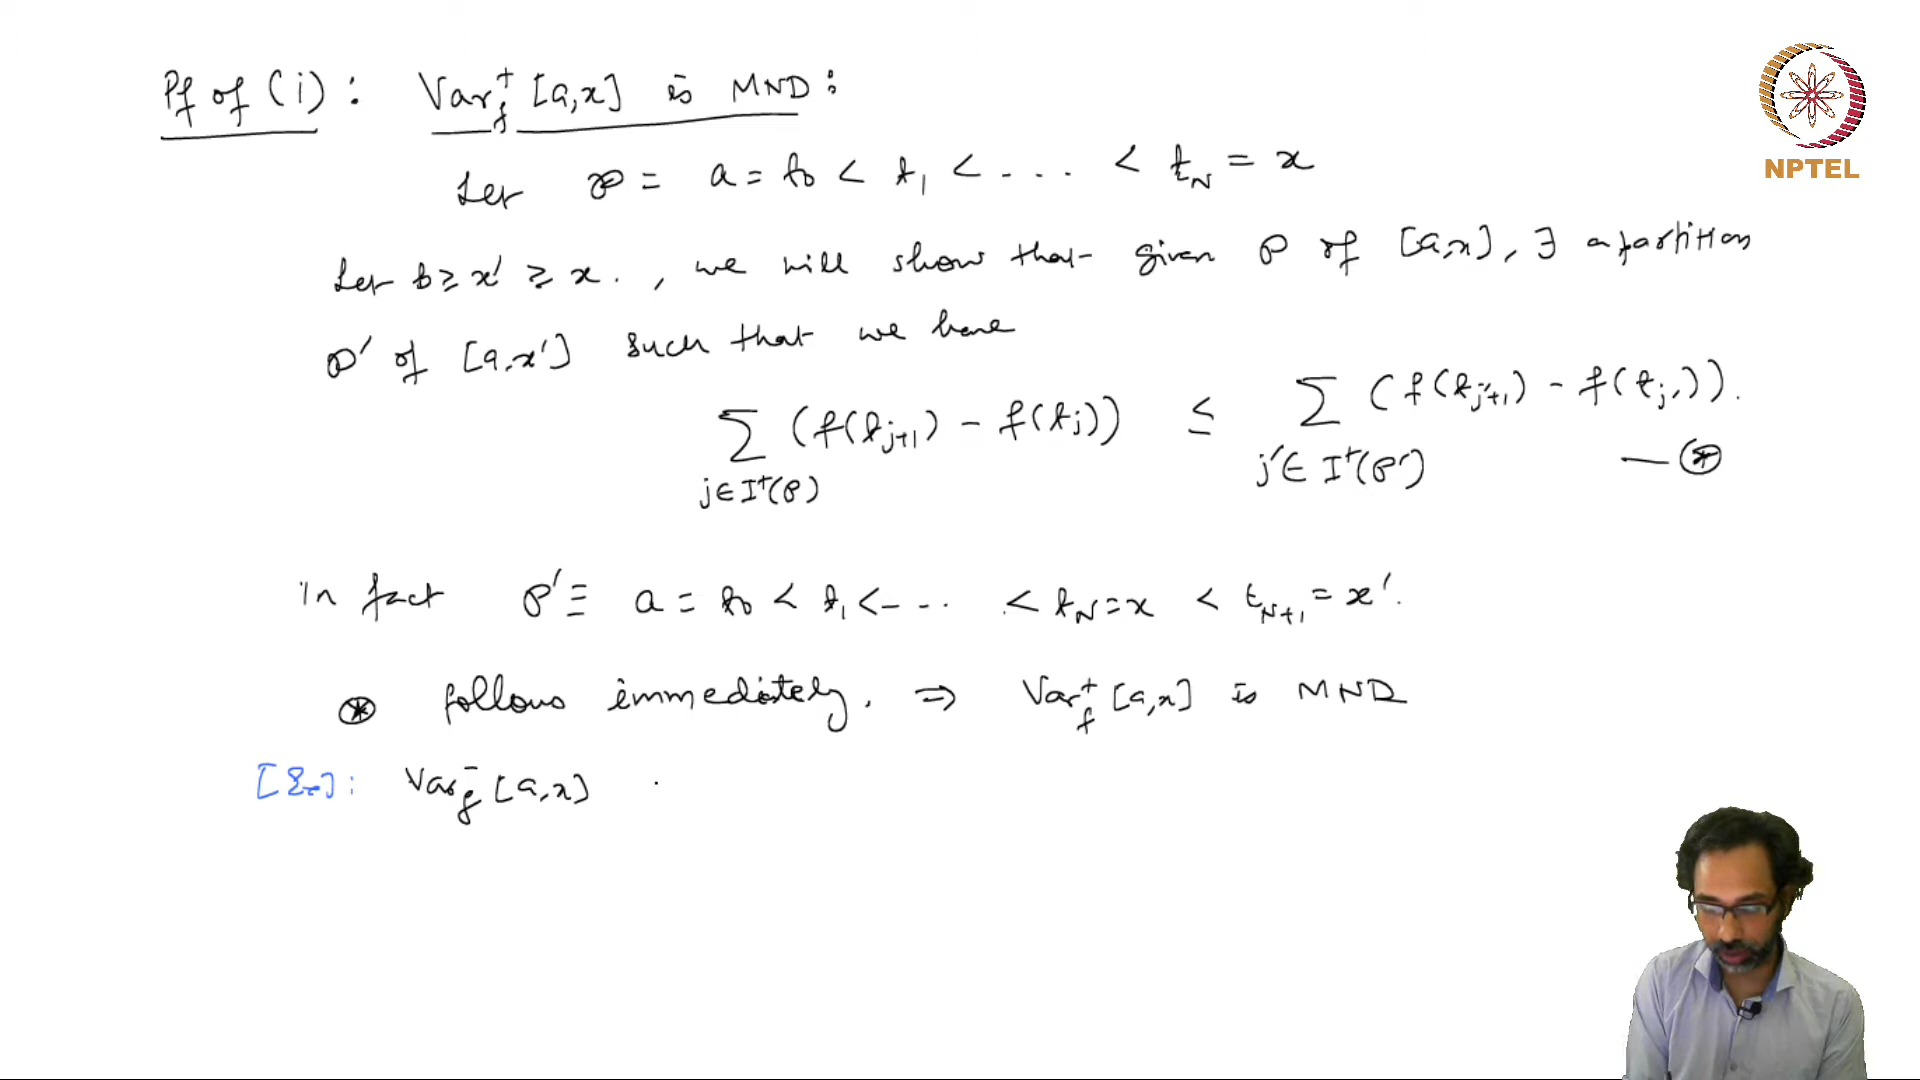 Pf of (i) : Var_f^+ [a,x] is MND :
NPTEL
Let P = a = t_0 < t_1 < .... < t_N = x
Let b ≥ x' ≥ x . , we will show that given P of [a,x], ∃ a partition
P' of [a,x'] such that we have
∑_{j∈I^+(P)} (f(t_{j+1}) - f(t_j)) ≤ ∑_{j'∈I^+(P')} (f(t_{j'+1}) - f(t_{j'})). — ⊛
In fact P' ≡ a = t_0 < t_1 < - . . . < t_N = x < t_{N+1} = x'.
⊛ follows immediately. ⇒ Var_f^+ [a,x] is MND
[Ex]: Var_f^- [a,x] .